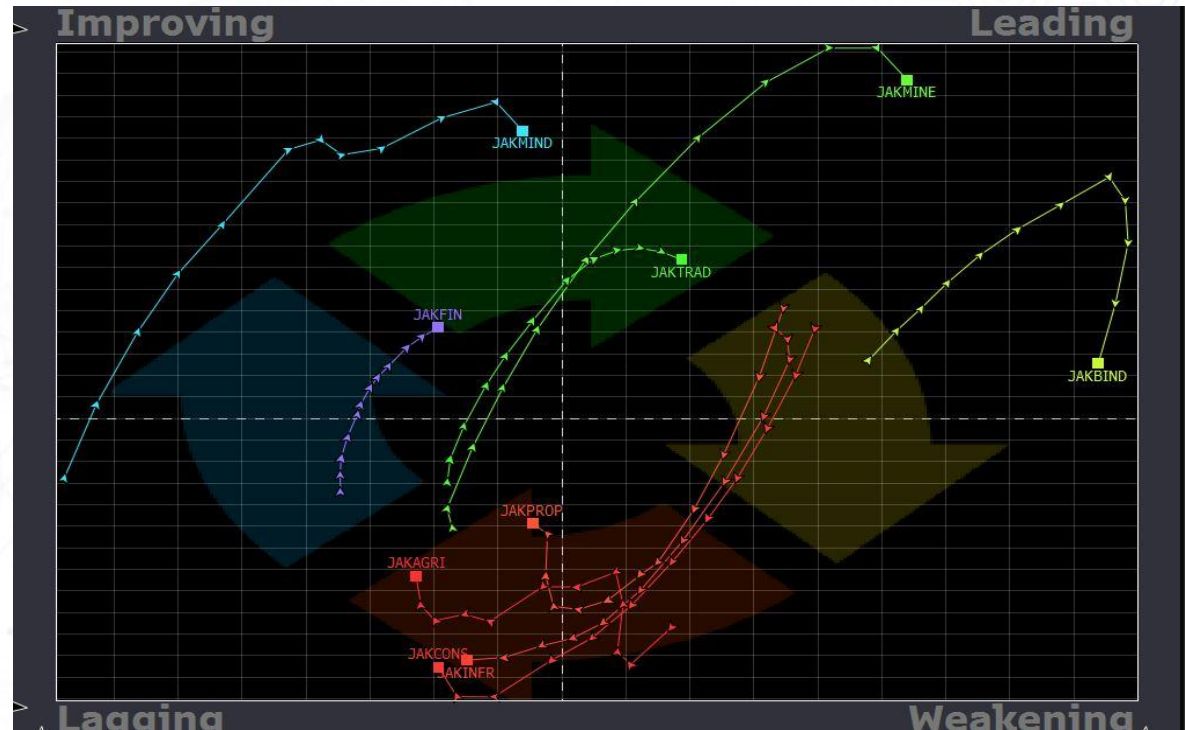 Improving
Leading
JAKMINE
JAKMIND
JAKTRAD
JAKFIN
JAKBIND
JAKPROP
JAKAGRI
JAKCONS
JAKINFR
Lagging
Weakening